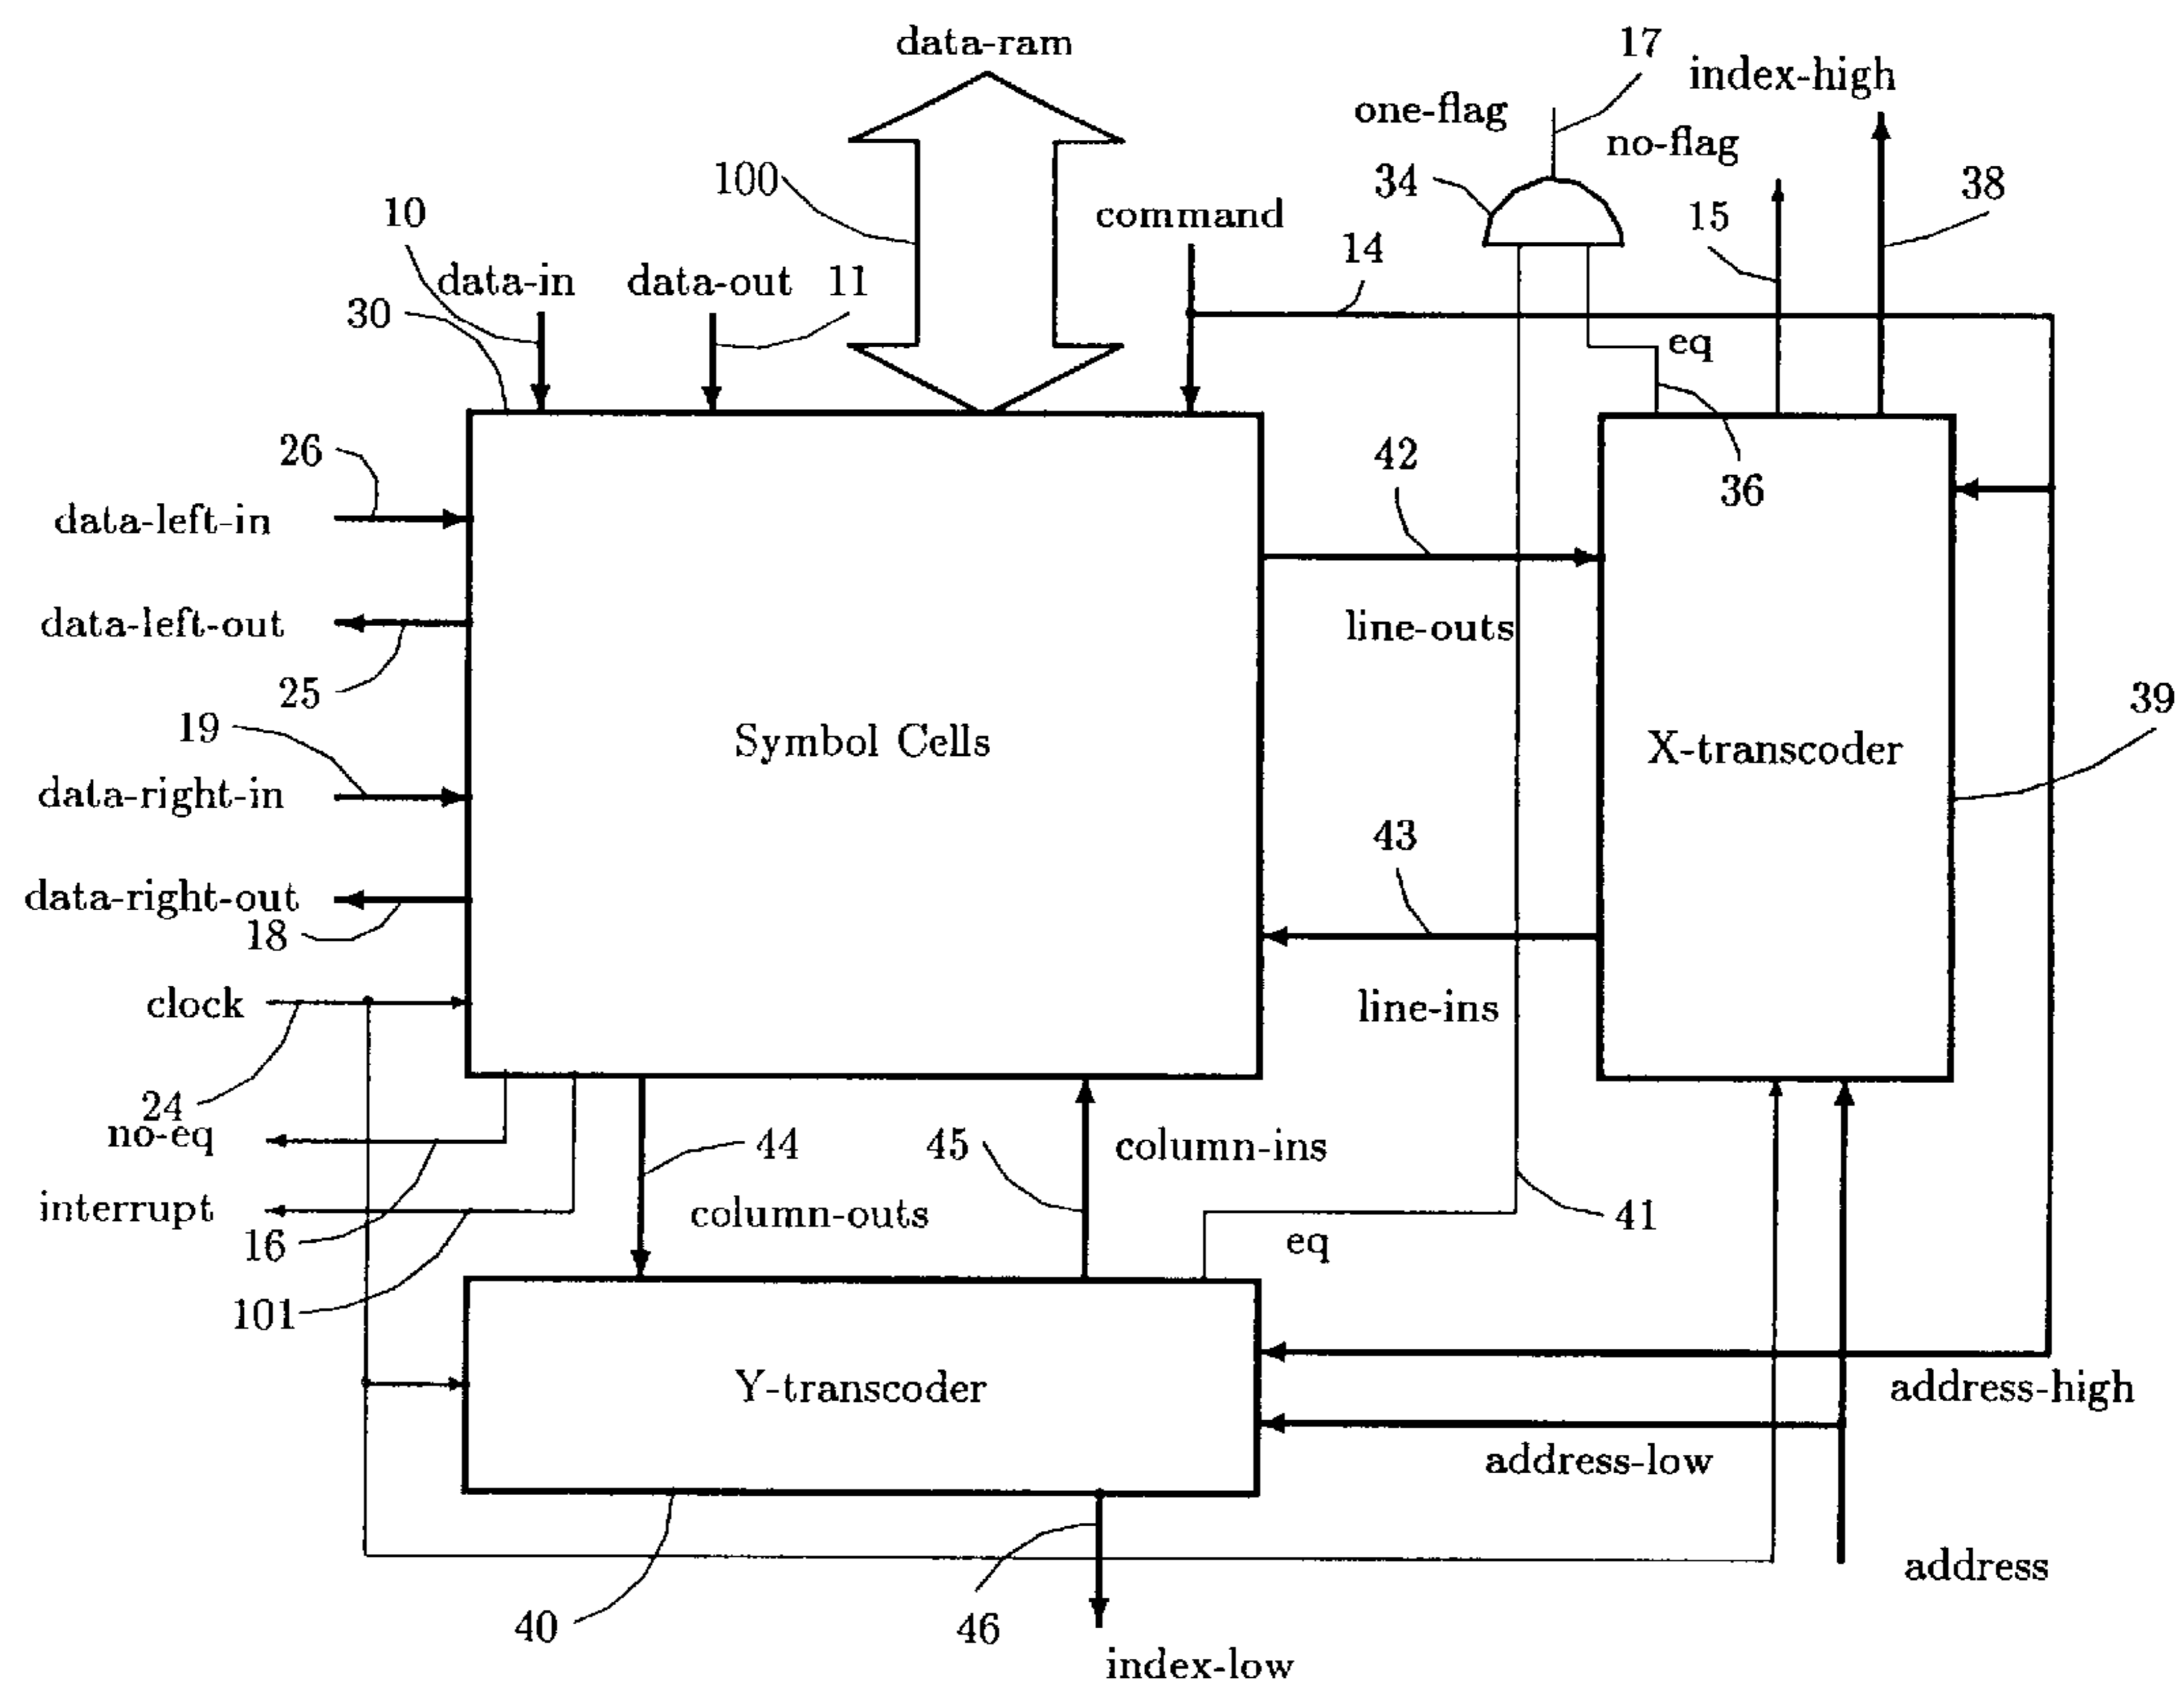 data-ram
17
index-high
one-flag
no-flag
100
34
38
10
command
15
14
data-in
data-out
11
30
eq
26
42
36
data-left-in
data-left-out
line-outs
25
19
39
Symbol Cells
X-transcoder
data-right-in
43
data-right-out
18
clock
line-ins
24
no-eq
44
45
column-ins
interrupt
column-outs
41
16
eq
101
Y-transcoder
address-high
address-low
address
40
46
index-low